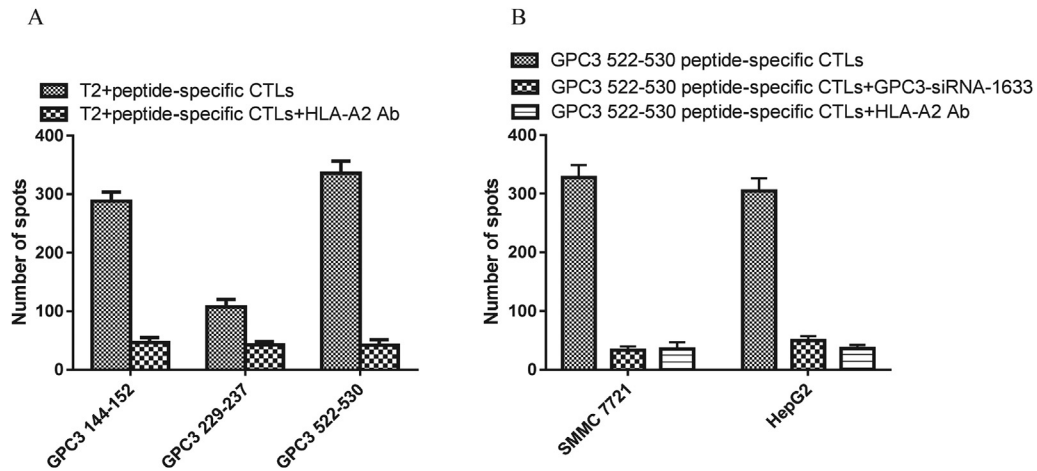 A
T2+peptide-specific CTLs
T2+peptide-specific CTLs+HLA-A2 Ab
Number of spots
400
300
200
100
0
GPC3 144-152
GPC3 229-237
GPC3 522-530
B
GPC3 522-530 peptide-specific CTLs
GPC3 522-530 peptide-specific CTLs+GPC3-siRNA-1633
GPC3 522-530 peptide-specific CTLs+HLA-A2 Ab
Number of spots
400
300
200
100
0
SMMC 7721
HepG2